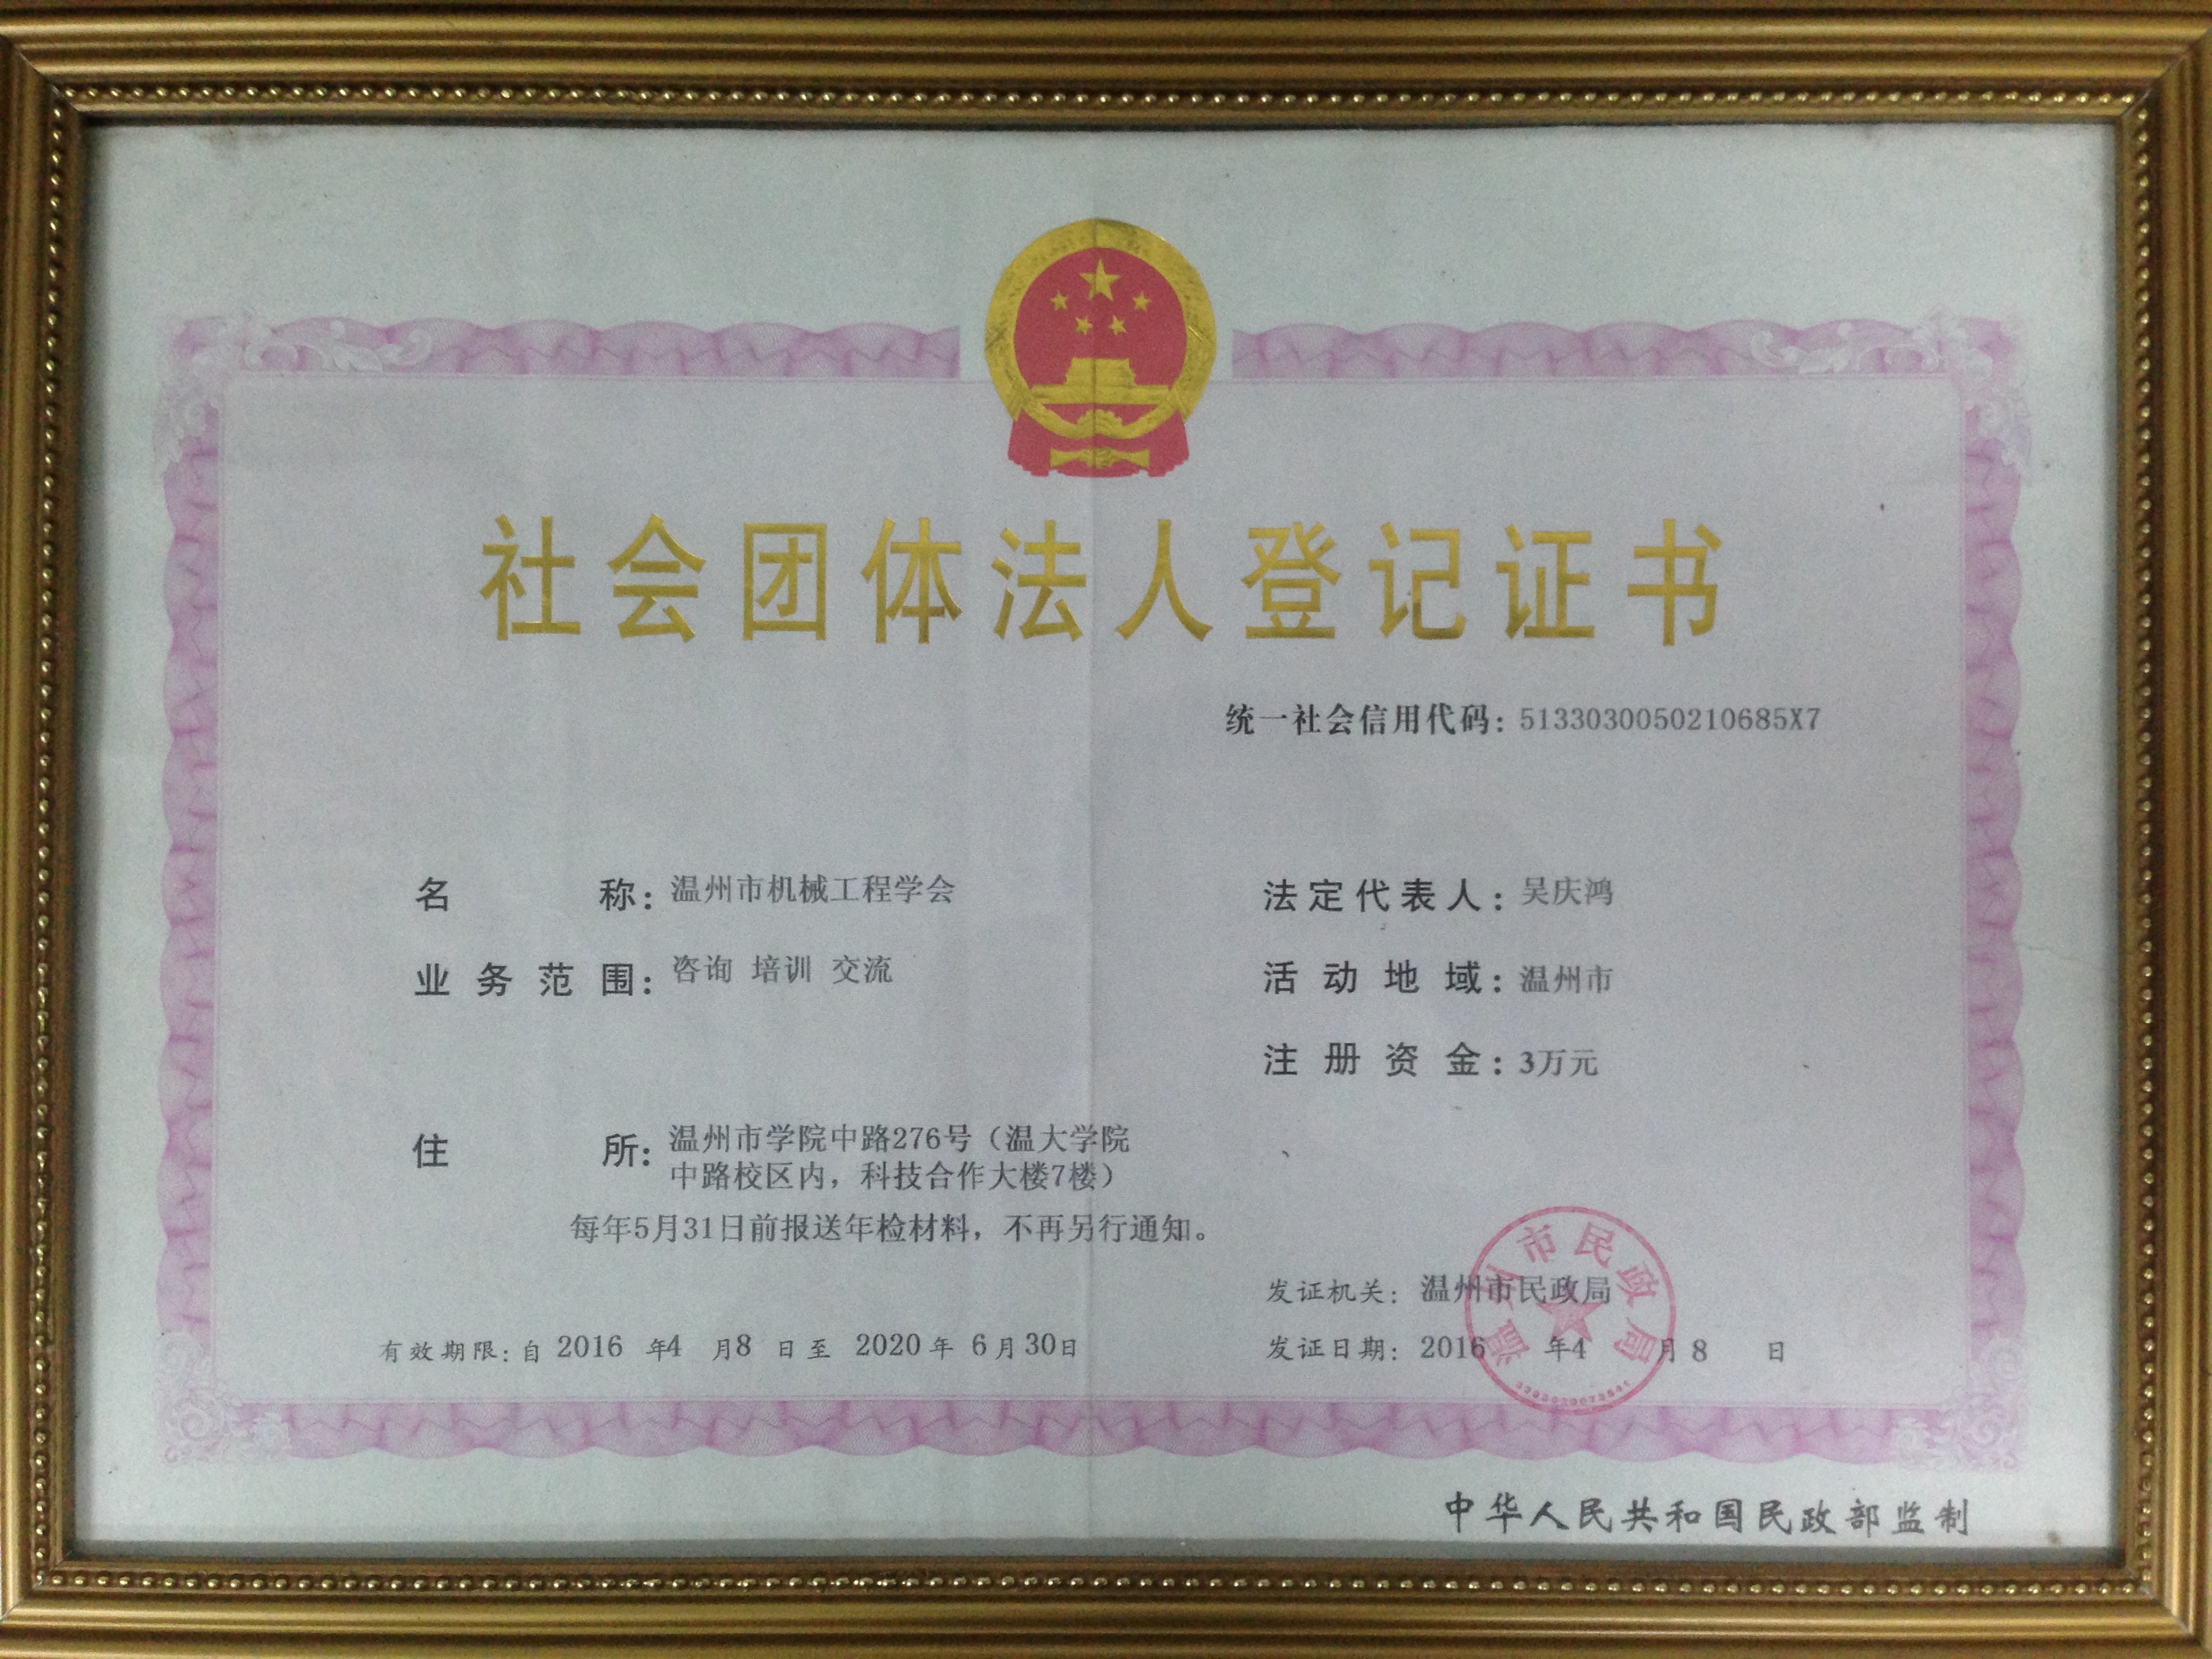 社会团体法人登记证书
统一社会信用代码：5133030050210685X7
名称：温州市机械工程学会
法定代表人：吴庆鸿
业务范围：咨询 培训 交流
活动地域：温州市
注册资金：3万元
住所：温州市学院中路276号（温大学院
中路校区内，科技合作大楼7楼）
每年5月31日前报送年检材料，不再另行通知。
发证机关：温州市民政局
有效期限：自 2016 年4 月8 日至 2020年 6月30日
发证日期：2016 年4 月8 日
温州市民政局
中华人民共和国民政部监制